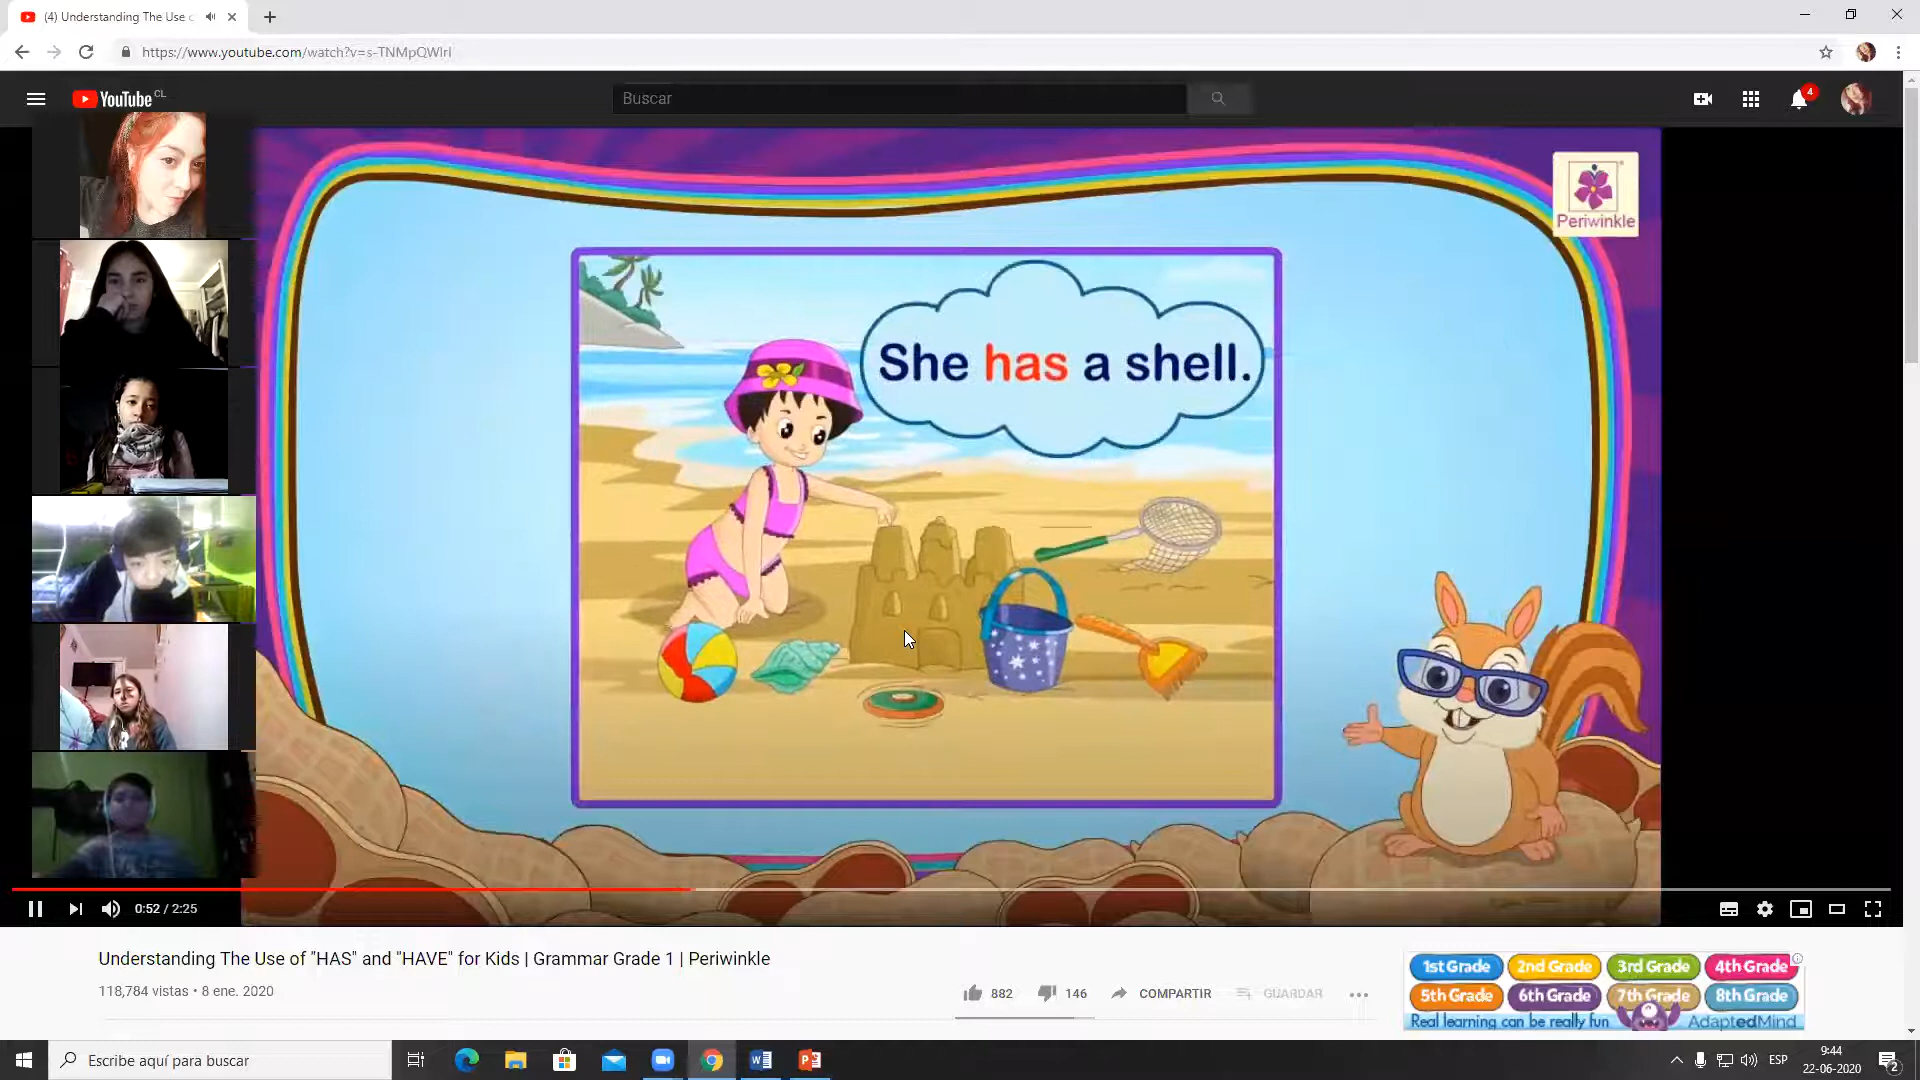 (4) Understanding The Use
https://www.youtube.com/watch?v=s-TNMpQWIrI
YouTube CL
Buscar
4
Periwinkle
She has a shell.
0:52 / 2:25
Understanding The Use of "HAS" and "HAVE" for Kids | Grammar Grade 1 | Periwinkle
118,784 vistas • 8 ene. 2020
882
146
COMPARTIR
GUARDAR
1st Grade 2nd Grade 3rd Grade 4th Grade
5th Grade 6th Grade 7th Grade 8th Grade
Real learning can be really fun AdaptedMind
Escribe aquí para buscar
ESP
9:44
22-06-2020
2